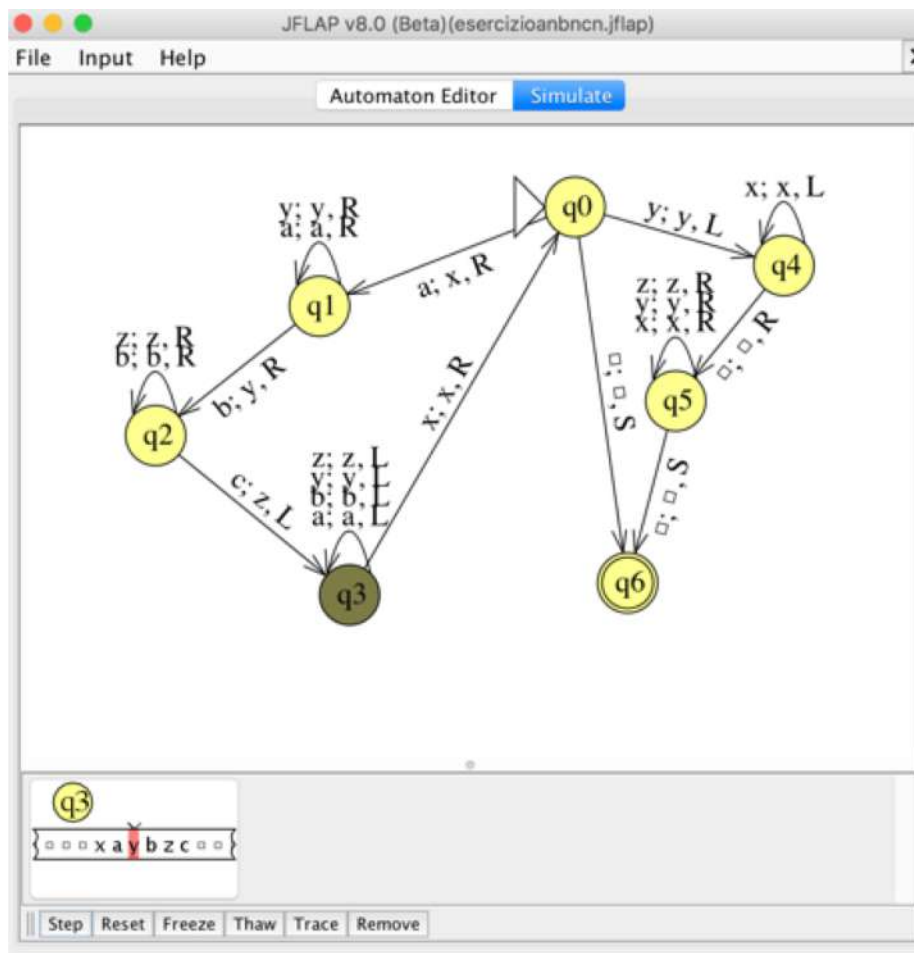 JFLAP v8.0 (Beta)(esercizioanbncn.jflap)
File Input Help
Automaton Editor Simulate
q0
y; y, L
x; x, L
q4
y; y, R
a; a, R
q1
a; x, R
z; z, R
y; y, R
x; x, R
q5
□; □, R
z; z, R
b; b, R
q2
b; y, R
x; x, R
□; □, S
□; □, S
c; z, L
z; z, L
y; y, L
b; b, L
a; a, L
q3
q6
q3
□ □ □ x a y b z c □ □
Step Reset Freeze Thaw Trace Remove